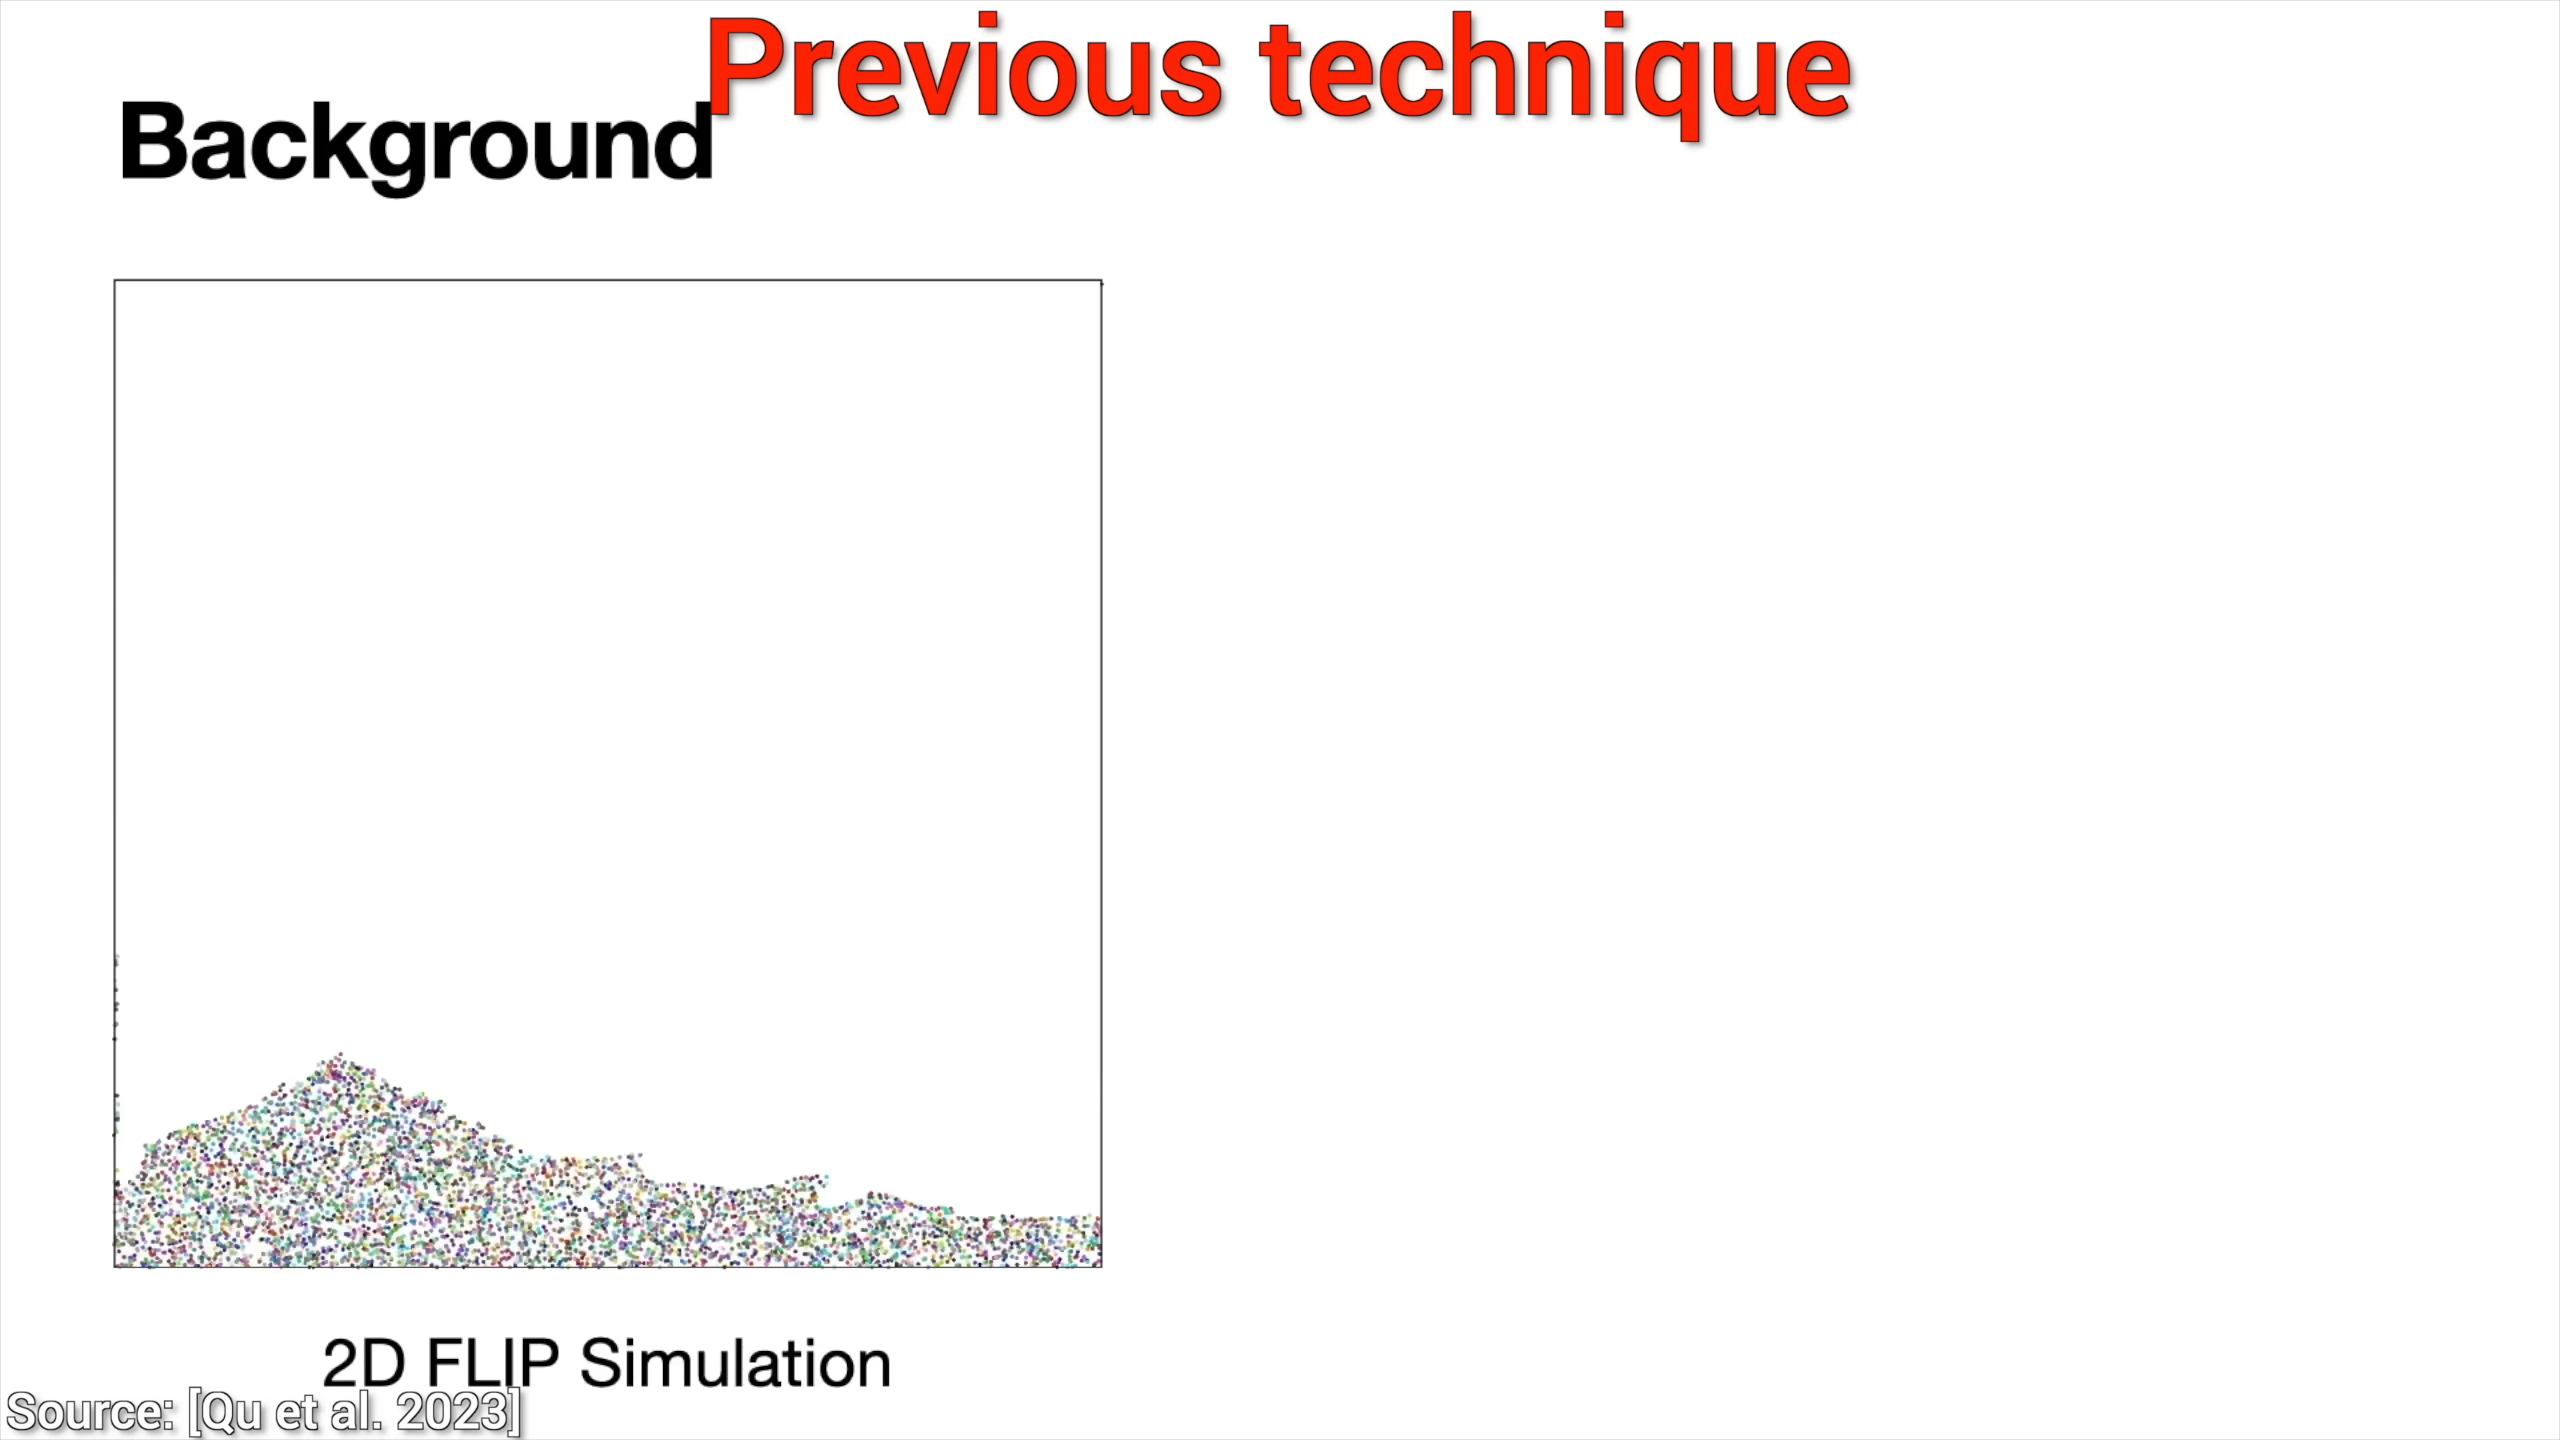 Previous technique
Background
2D FLIP Simulation
Source: [Qu et al. 2023]